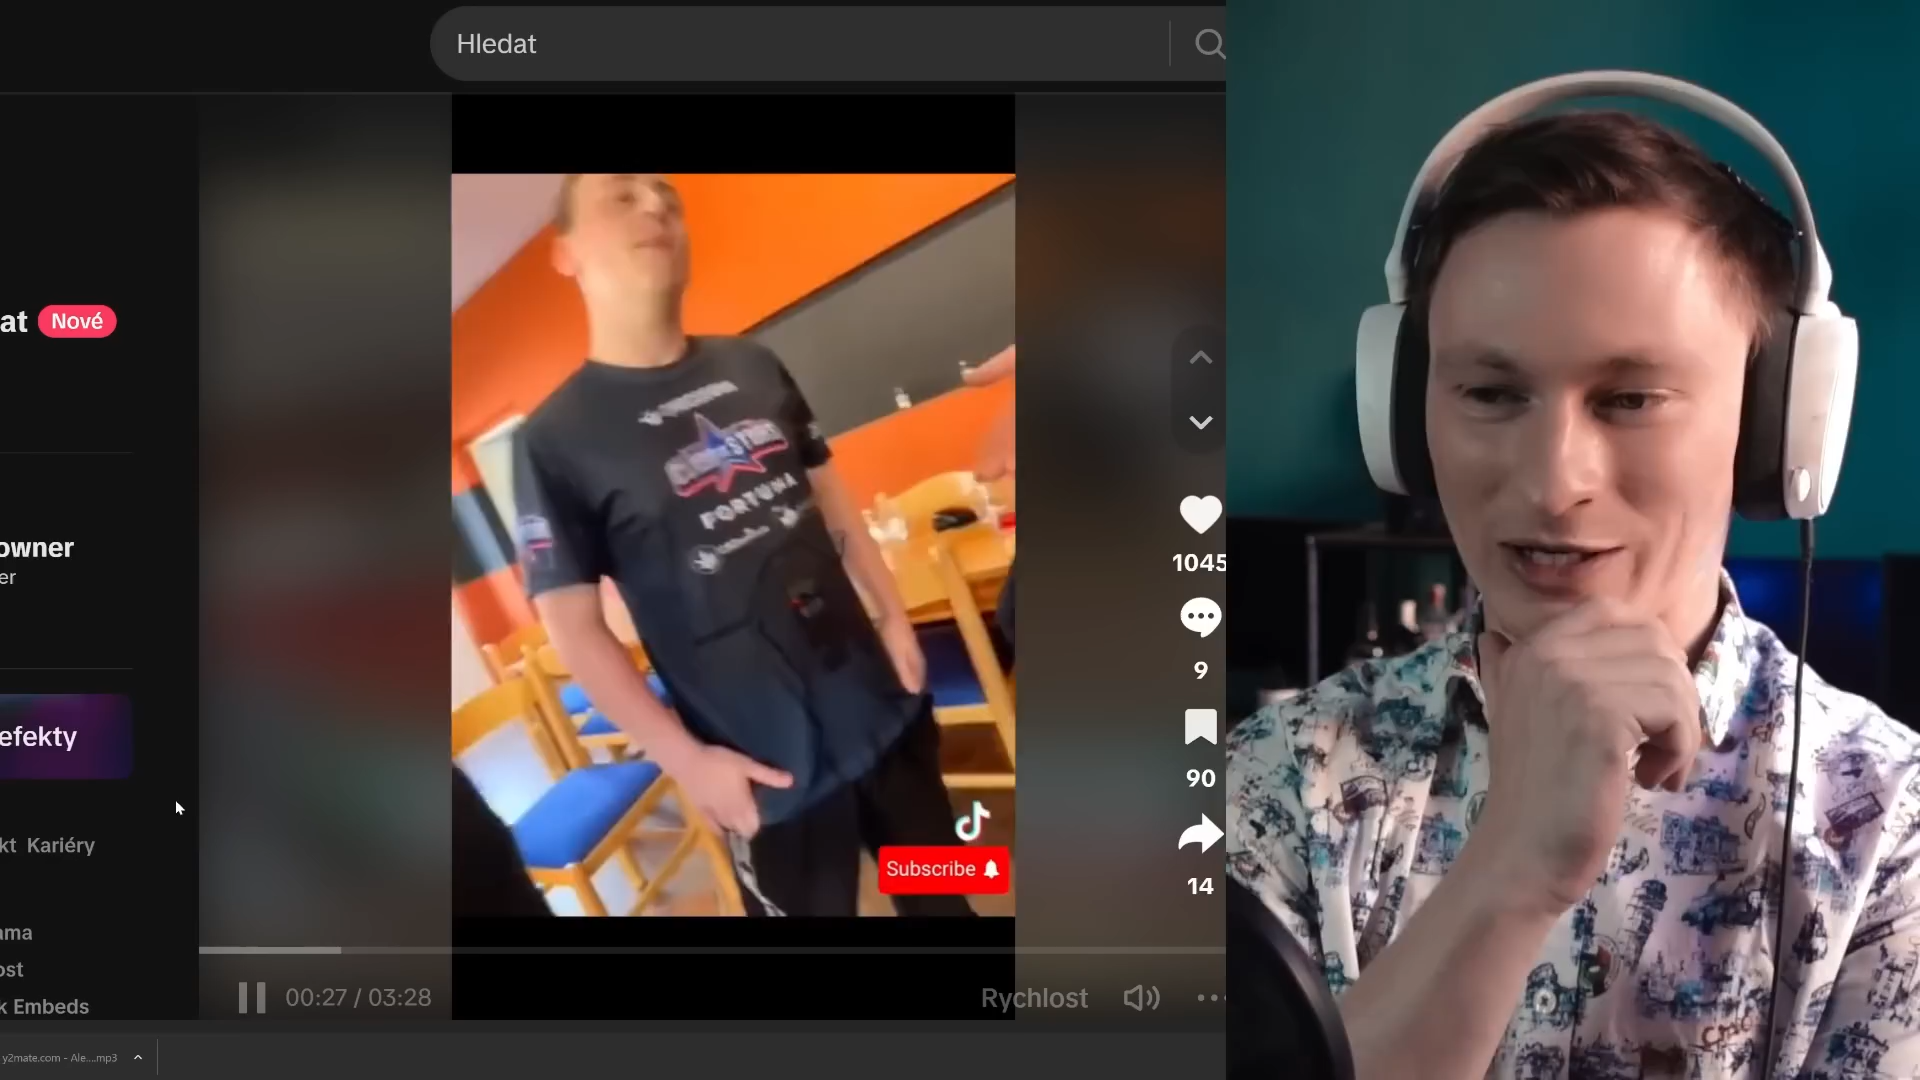 Hledat
at Nové
owner
er
efekty
kt Kariéry
ama
ost
k Embeds
FORTUNA
Subscribe
1045
9
90
14
00:27 / 03:28
Rychlost
y2mate.com - Ale....mp3